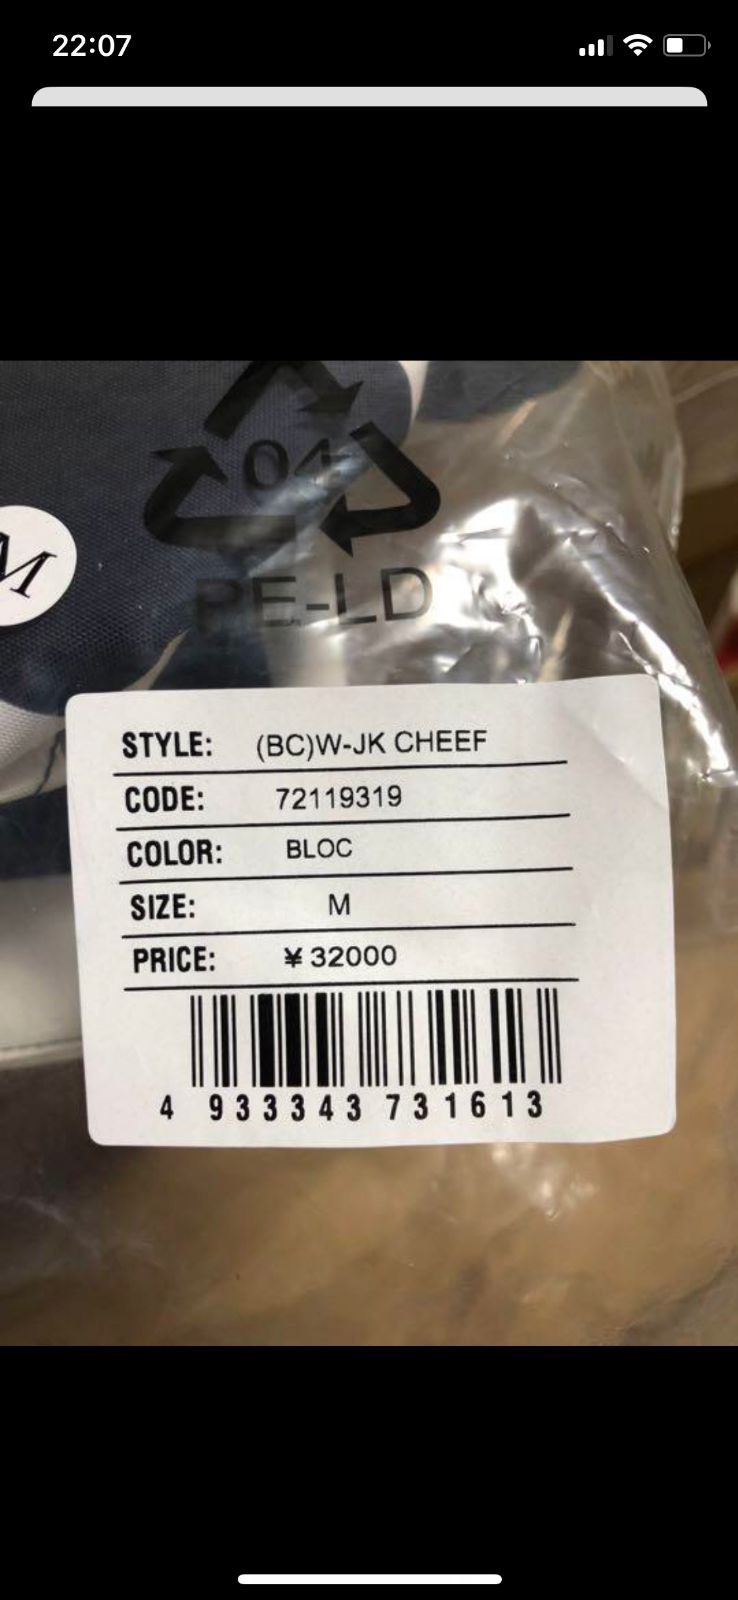 22:07
04
PE-LD
M
STYLE: (BC)W-JK CHEEF
CODE: 72119319
COLOR: BLOC
SIZE: M
PRICE: ¥32000
4 933343 731613